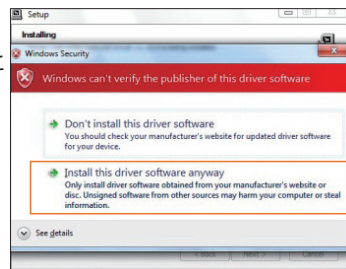 Setup
Installing
Windows Security
Windows can't verify the publisher of this driver software
Don't install this driver software
You should check your manufacturer's website for updated driver software
for your device.
Install this driver software anyway
Only install driver software obtained from your manufacturer's website or
disc. Unsigned software from other sources may harm your computer or steal
information.
See details
< Back
Next >
Cancel